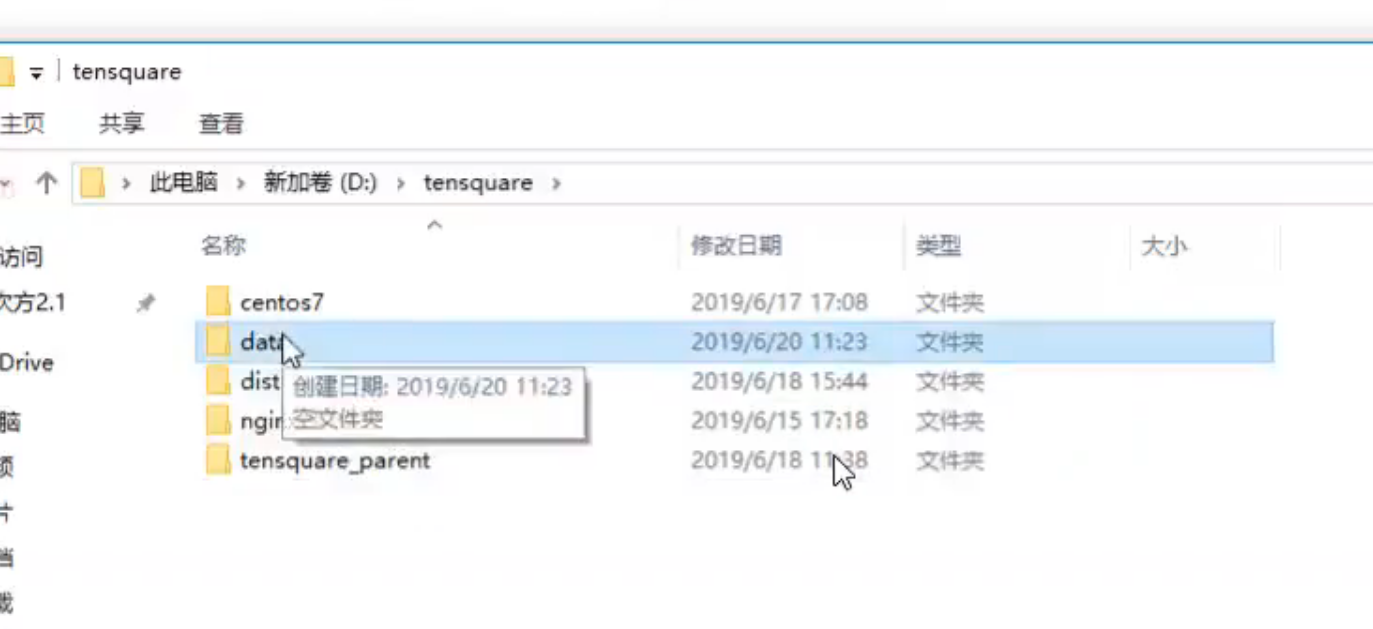 tensquare
主页 共享 查看
此电脑 > 新加卷 (D:) > tensquare >
名称 修改日期 类型 大小
访问
次方2.1
centos7 2019/6/17 17:08 文件夹
data 2019/6/20 11:23 文件夹
Drive
dist 2019/6/18 15:44 文件夹
创建日期: 2019/6/20 11:23
空文件夹
脑
2019/6/15 17:18 文件夹
tensquare_parent 2019/6/18 11:38 文件夹
片
档
载